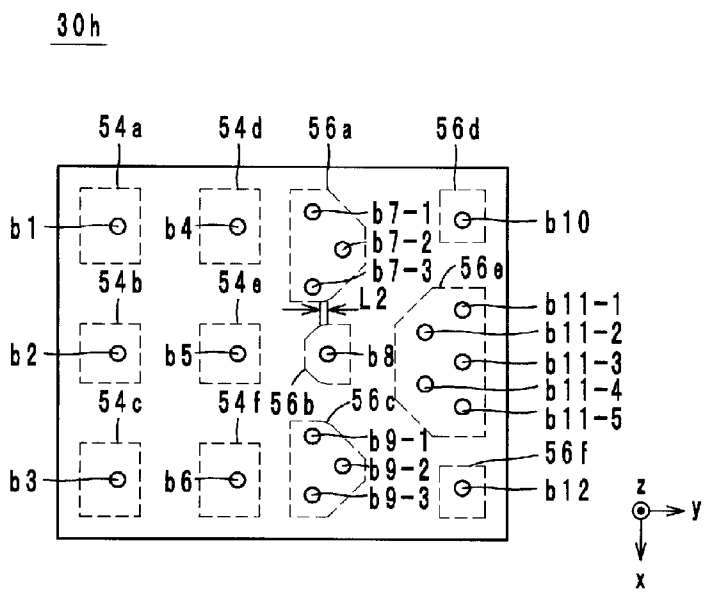 30h
54a 54d 56a 56d
b1 b4 b7-1 b10
b7-2
b7-3 56e
54b 54e L2
b11-1
b11-2
b2 b5 b8 b11-3
b11-4
54c 54f 56b 56c b11-5
b9-1 56f
b3 b6 b9-2 b12
b9-3
z
y
x